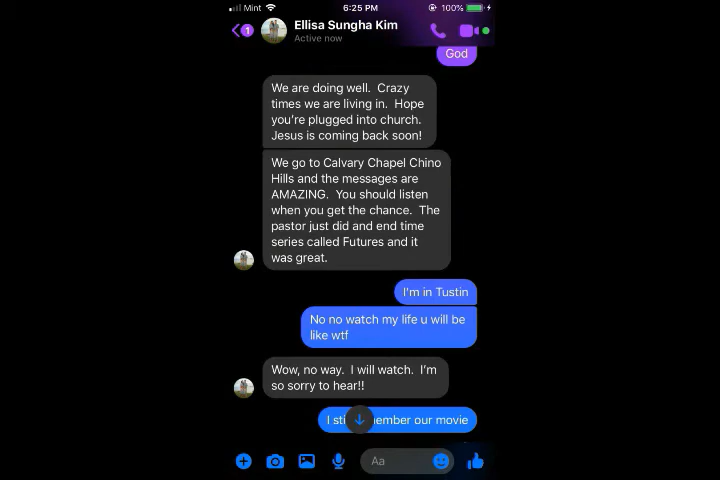 Mint 6:25 PM 100%
1 Ellisa Sungha Kim
Active now
God
We are doing well. Crazy
times we are living in. Hope
you're plugged into church.
Jesus is coming back soon!
We go to Calvary Chapel Chino
Hills and the messages are
AMAZING. You should listen
when you get the chance. The
pastor just did and end time
series called Futures and it
was great.
I'm in Tustin
No no watch my life u will be
like wtf
Wow, no way. I will watch. I'm
so sorry to hear!!
I our movie
Aa